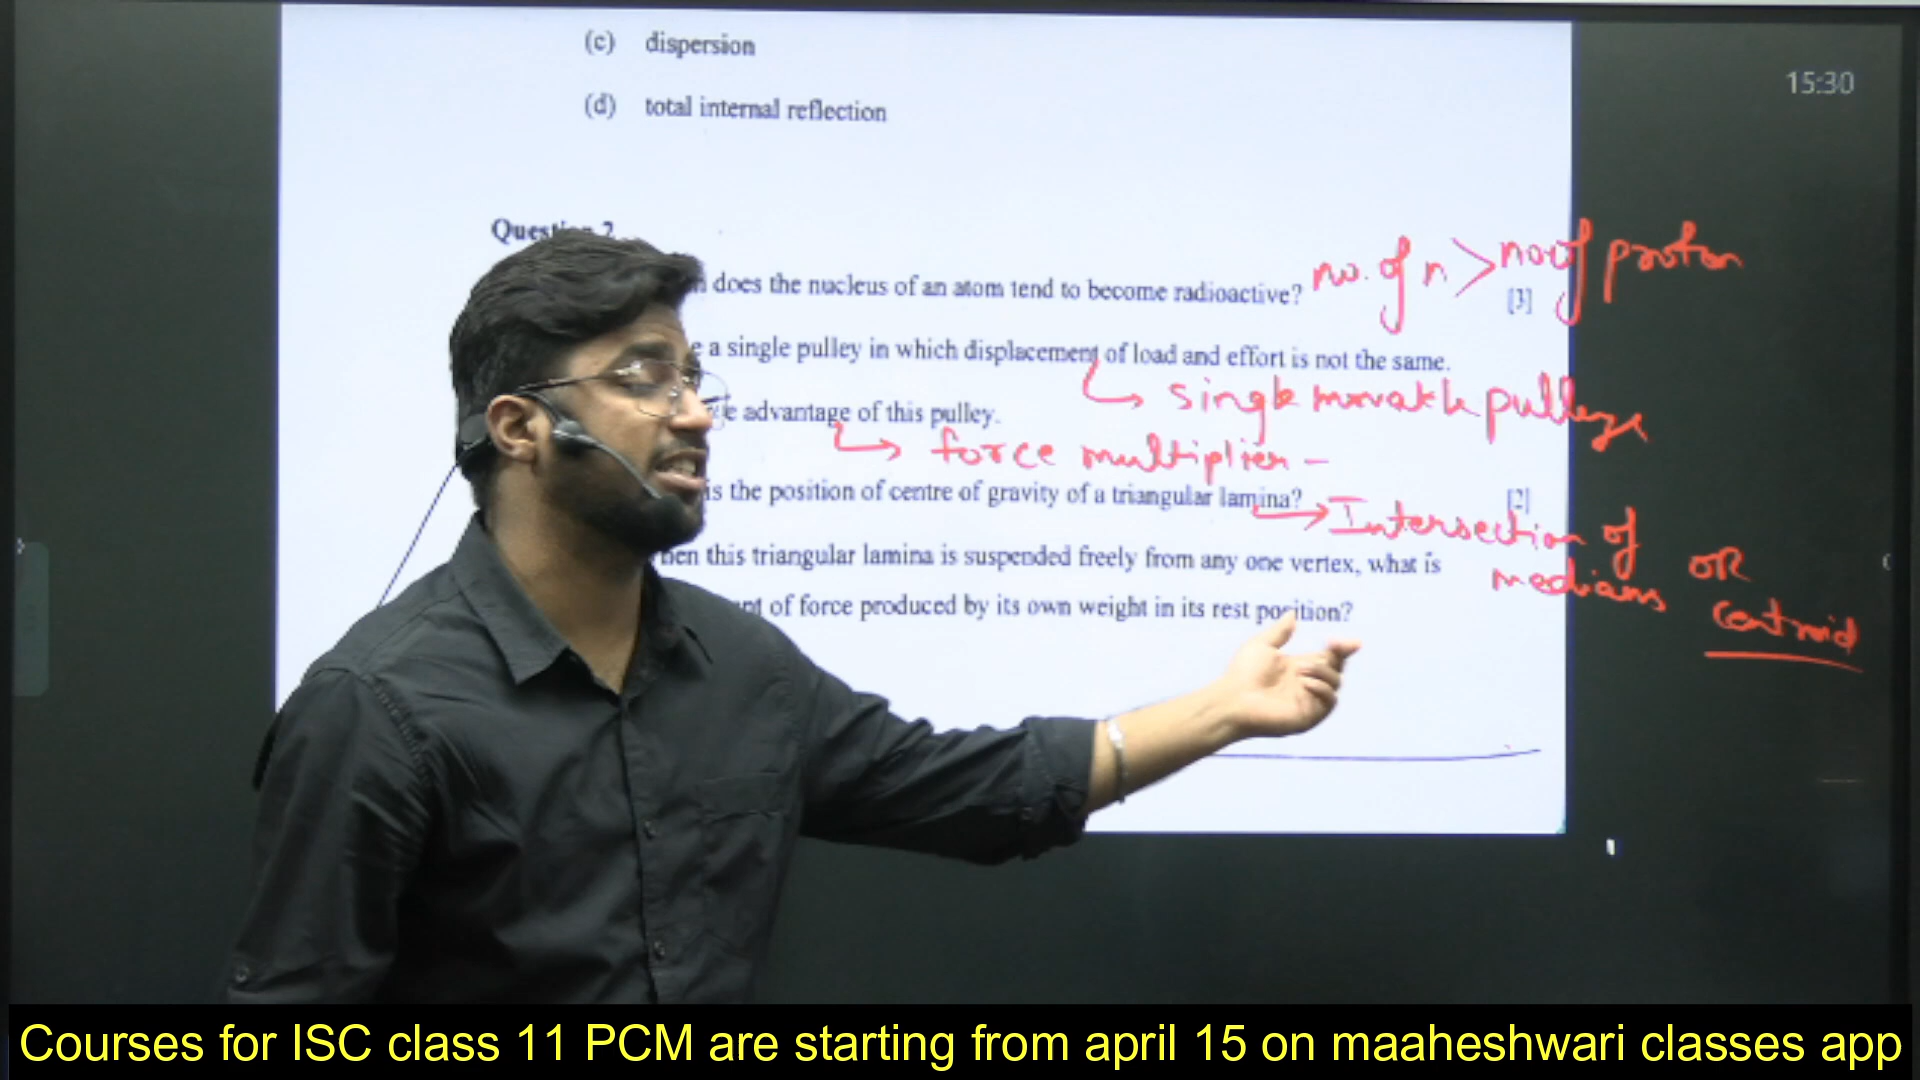 (c) dispersion
15:30
(d) total internal reflection
Question 2
does the nucleus of an atom tend to become radioactive? no. of n > no of proton
[3]
a single pulley in which displacement of load and effort is not the same.
single movable pulley
advantage of this pulley.
force multiplier -
is the position of centre of gravity of a triangular lamina? [2]
Intersection of
medians OR
centroid
this triangular lamina is suspended freely from any one vertex, what is
of force produced by its own weight in its rest position?
Courses for ISC class 11 PCM are starting from april 15 on maaheshwari classes app